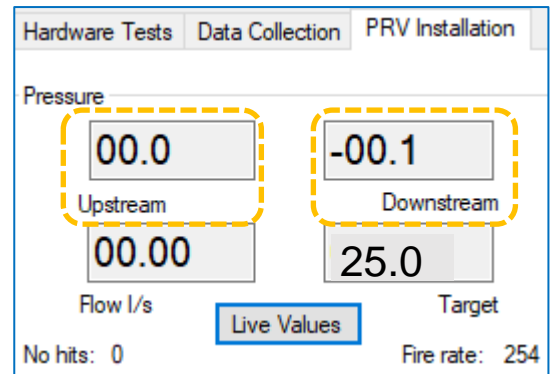 Hardware Tests Data Collection PRV Installation
Pressure
00.0 -00.1
Upstream Downstream
00.00 25.0
Flow l/s Target
Live Values
No hits: 0 Fire rate: 254